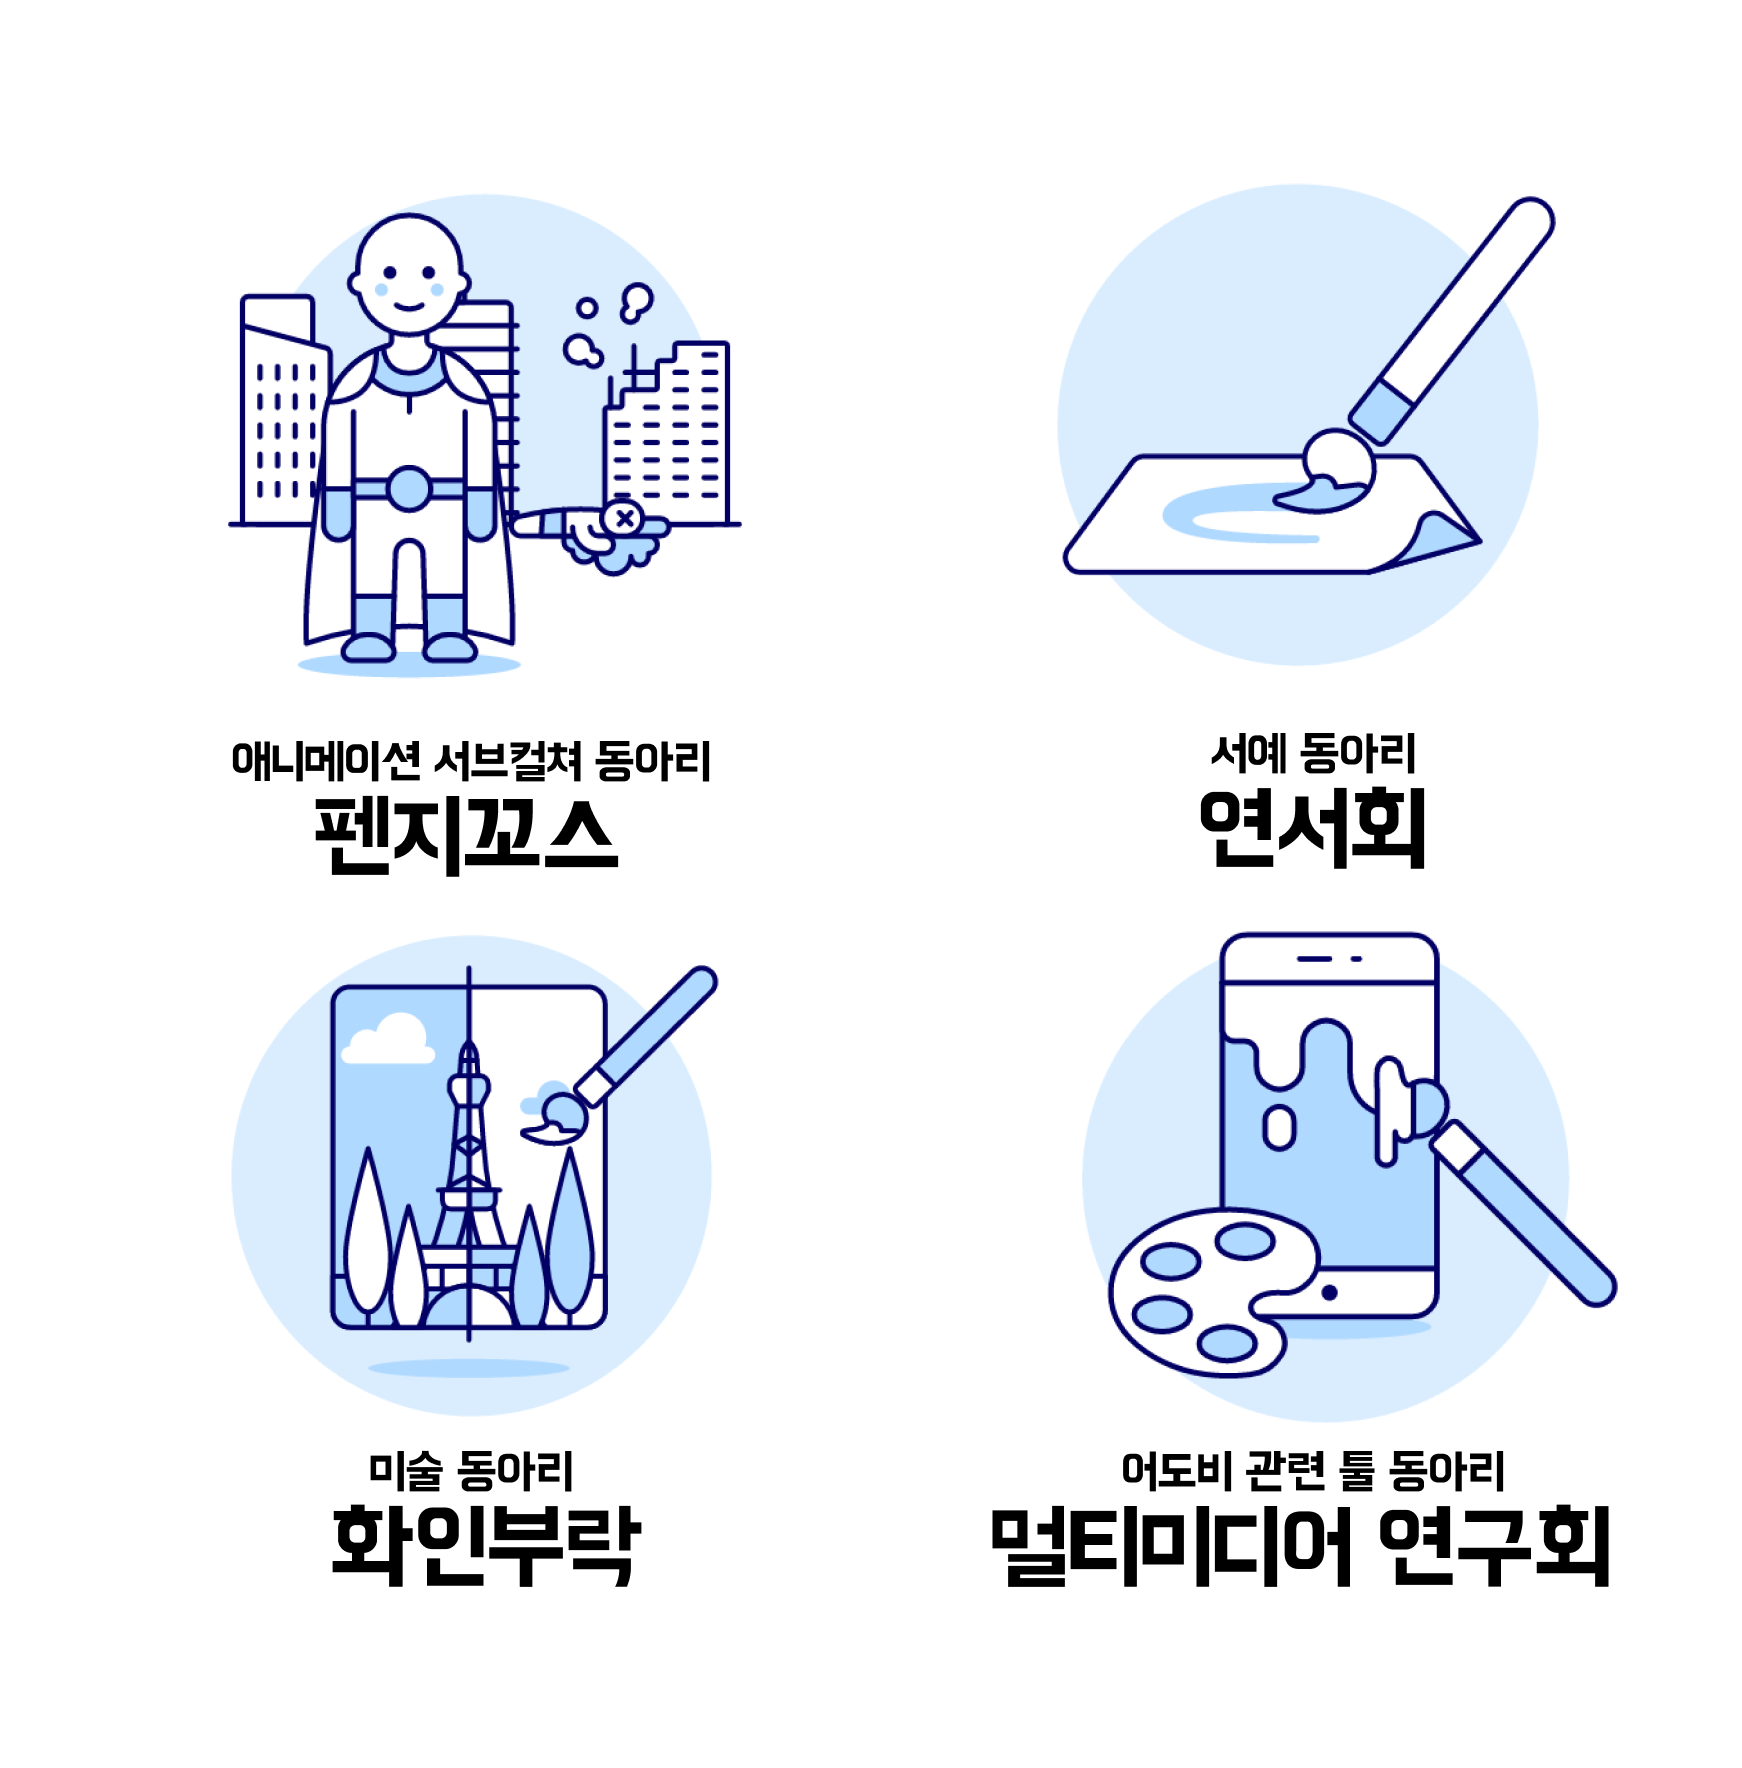 애니메이션 서브컬쳐 동아리
펜지꼬스
서예 동아리
연서회
미술 동아리
화인부락
어도비 관련 툴 동아리
멀티미디어 연구회